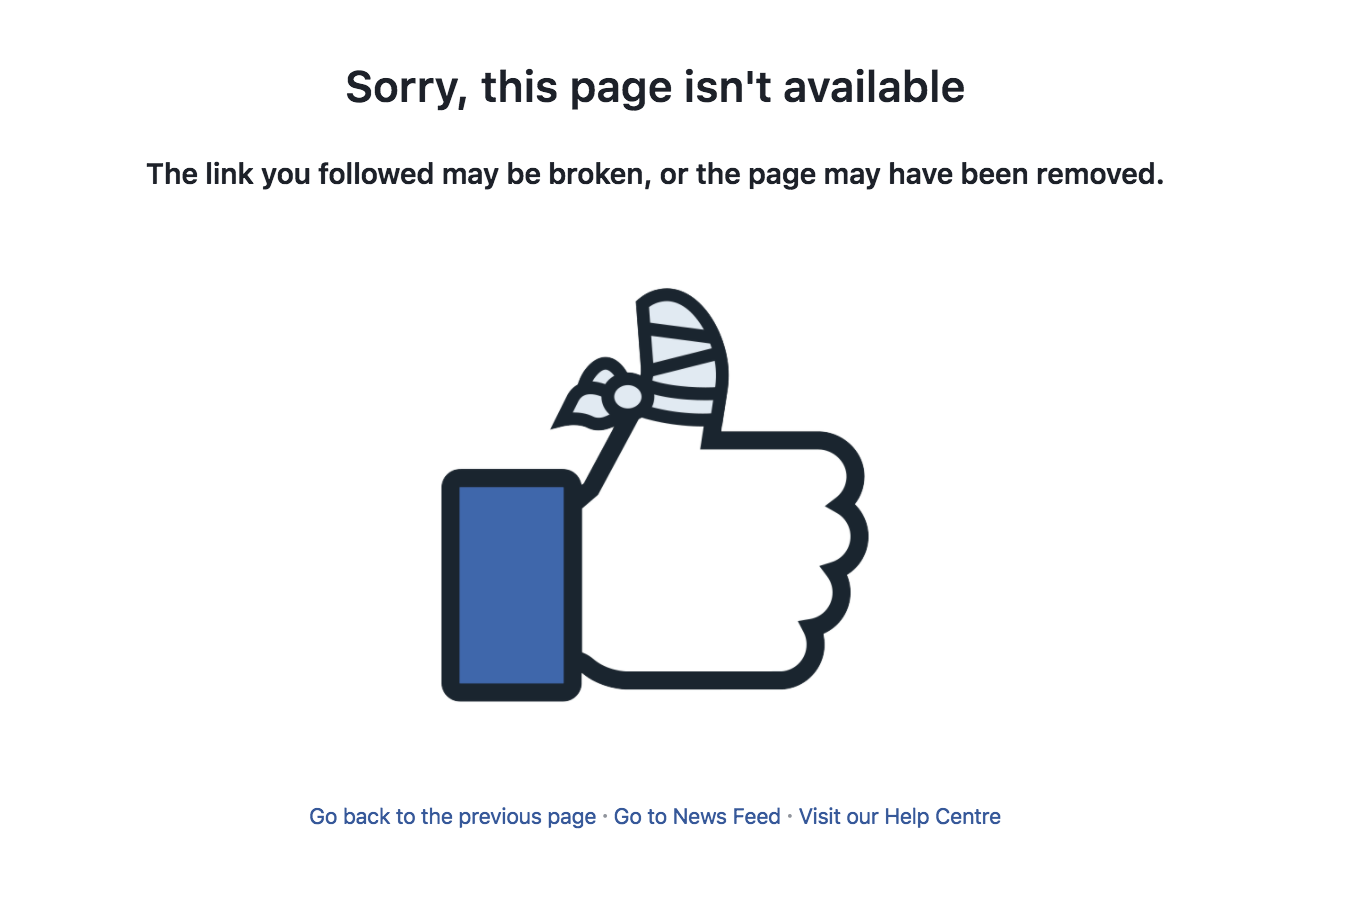 Sorry, this page isn't available
The link you followed may be broken, or the page may have been removed.
Go back to the previous page · Go to News Feed · Visit our Help Centre